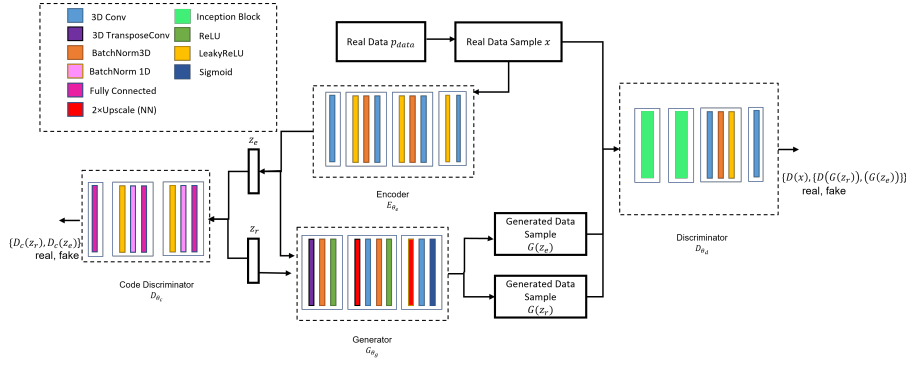 3D Conv
3D TransposeConv
BatchNorm3D
BatchNorm 1D
Fully Connected
2×Upscale (NN)
Inception Block
ReLU
LeakyReLU
Sigmoid
Real Data p_data
Real Data Sample x
z_e
Encoder
E_θe
{D(x),{D(G(z_r)),(G(z_e))}}
real, fake
Discriminator
D_θd
{D_c(z_r), D_c(z_e)}
real, fake
Code Discriminator
D_θc
z_r
Generated Data
Sample
G(z_e)
Generated Data
Sample
G(z_r)
Generator
G_θg